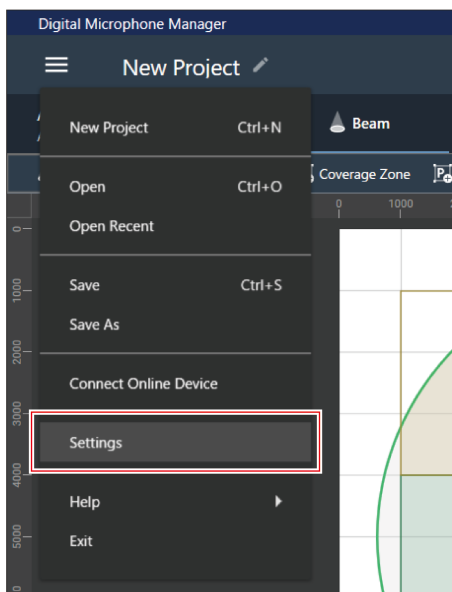 Digital Microphone Manager
New Project
New Project Ctrl+N
Beam
Open Ctrl+O
Coverage Zone
Open Recent
0 1000
0
Save Ctrl+S
1000
Save As
2000
Connect Online Device
3000
Settings
4000
Help
5000
Exit